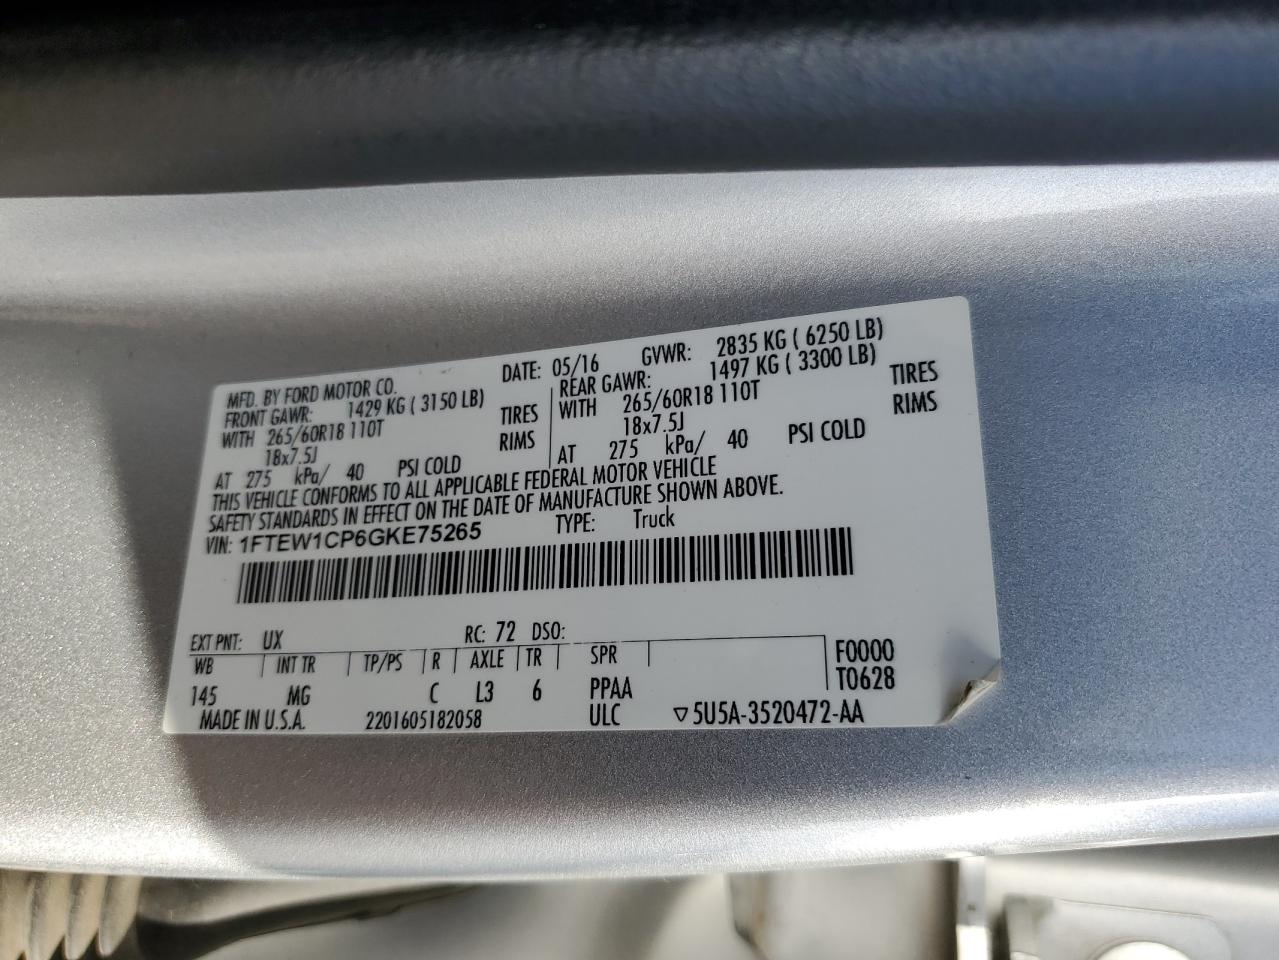 MFD. BY FORD MOTOR CO. DATE: 05/16 GVWR: 2835 KG ( 6250 LB)
FRONT GAWR: 1429 KG ( 3150 LB) REAR GAWR: 1497 KG ( 3300 LB)
WITH 265/60R18 110T TIRES WITH 265/60R18 110T TIRES
18x7.5J RIMS 18x7.5J RIMS
AT 275 kPa/ 40 PSI COLD AT 275 kPa/ 40 PSI COLD
THIS VEHICLE CONFORMS TO ALL APPLICABLE FEDERAL MOTOR VEHICLE
SAFETY STANDARDS IN EFFECT ON THE DATE OF MANUFACTURE SHOWN ABOVE.
VIN: 1FTEW1CP6GKE75265 TYPE: Truck
EXT PNT: UX RC: 72 DSO:
WB INT TR TP/PS R AXLE TR SPR F0000
145 MG C L3 6 PPAA T0628
MADE IN U.S.A. 2201605182058 ULC ▽5U5A-3520472-AA